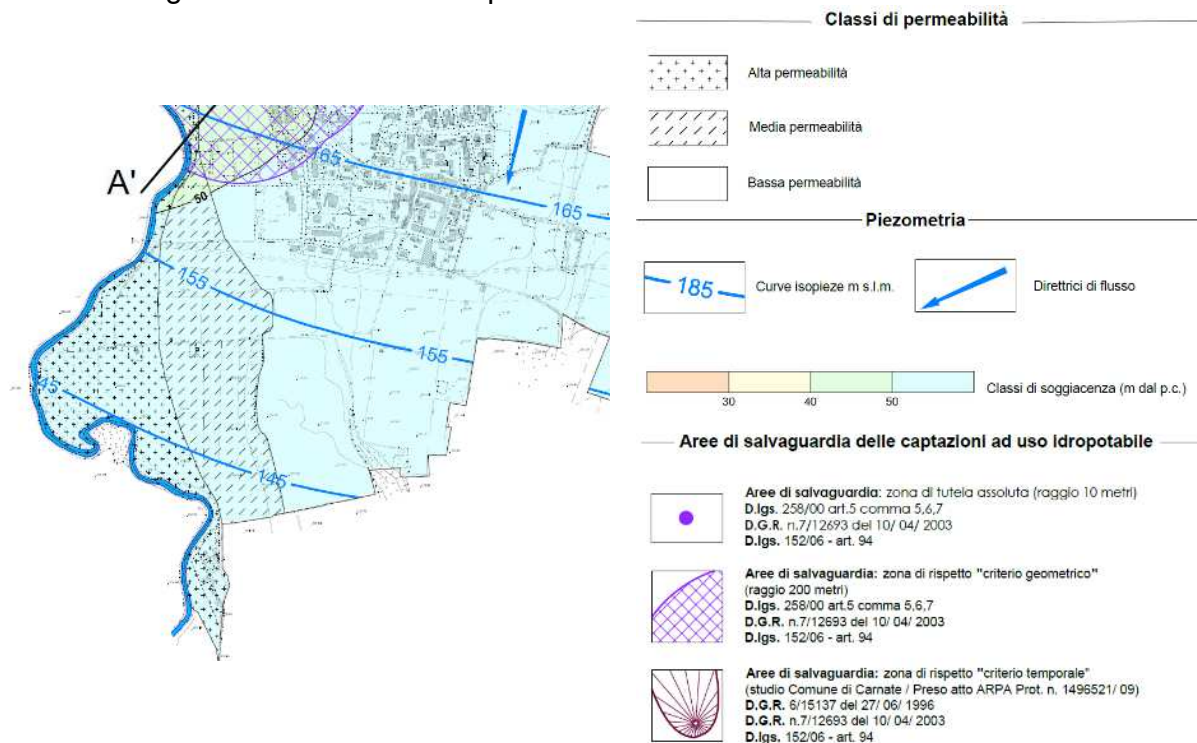 Classi di permeabilità
Alta permeabilità
Media permeabilità
Bassa permeabilità
Piezometria
185
Curve isopieze m s.l.m.
Direttrici di flusso
30
40
50
Classi di soggiacenza (m dal p.c.)
Aree di salvaguardia delle captazioni ad uso idropotabile
Aree di salvaguardia: zona di tutela assoluta (raggio 10 metri)
D.lgs. 258/00 art.5 comma 5,6,7
D.G.R. n.7/12693 del 10/ 04/ 2003
D.lgs. 152/06 - art. 94
Aree di salvaguardia: zona di rispetto "criterio geometrico"
(raggio 200 metri)
D.lgs. 258/00 art.5 comma 5,6,7
D.G.R. n.7/12693 del 10/ 04/ 2003
D.lgs. 152/06 - art. 94
Aree di salvaguardia: zona di rispetto "criterio temporale"
(studio Comune di Carnate / Preso atto ARPA Prot. n. 1496521/ 09)
D.G.R. 6/15137 del 27/ 06/ 1996
D.G.R. n.7/12693 del 10/ 04/ 2003
D.lgs. 152/06 - art. 94
A'
50
165
165
155
155
45
145